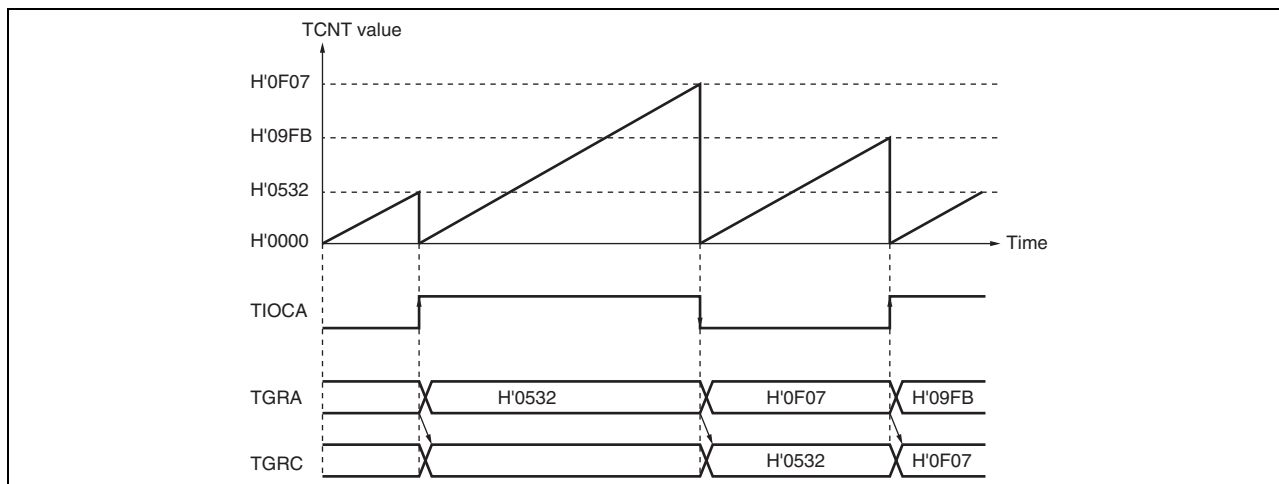 TCNT value
H'0F07
H'09FB
H'0532
H'0000
Time
TIOCA
TGRA H'0532 H'0F07 H'09FB
TGRC H'0532 H'0F07